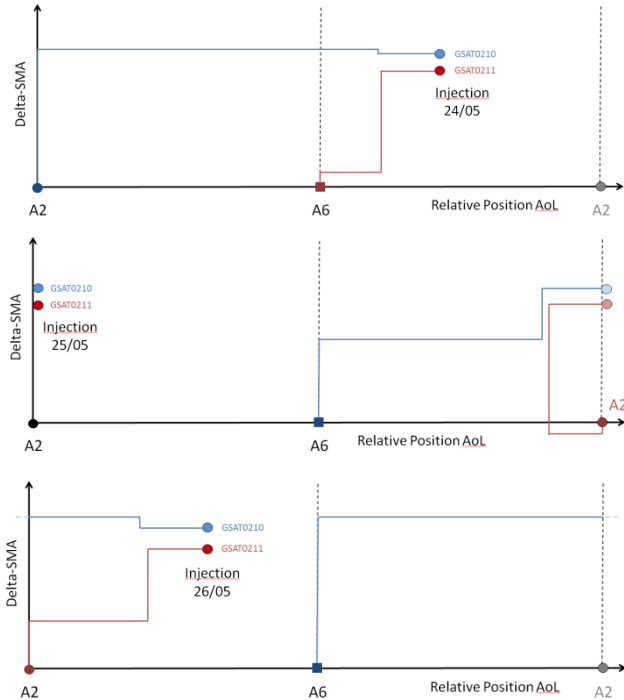 Delta-SMA
GSAT0210
GSAT0211
Injection
24/05
A2
A6
Relative Position AoL
A2
Delta-SMA
GSAT0210
GSAT0211
Injection
25/05
A2
A2
A6
Relative Position AoL
Delta-SMA
GSAT0210
GSAT0211
Injection
26/05
A2
A6
Relative Position AoL
A2